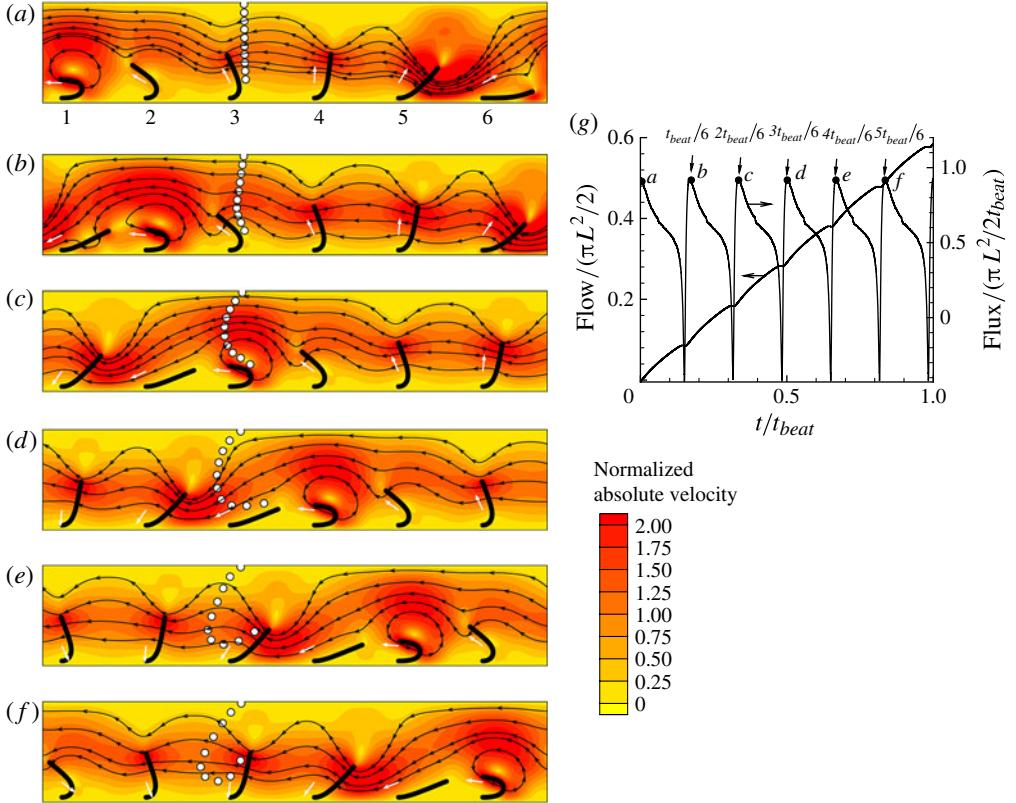 (a)
1 2 3 4 5 6
(b)
(c)
(d)
(e)
(f)
(g)
t_beat/6 2t_beat/6 3t_beat/6 4t_beat/6 5t_beat/6
a b c d e f
0.6
0.4
0.2
0
Flow/(πL²/2)
0 0.5 1.0
t/t_beat
1.0
0.5
0
Flux/(πL²/2t_beat)
Normalized
absolute velocity
2.00
1.75
1.50
1.25
1.00
0.75
0.50
0.25
0